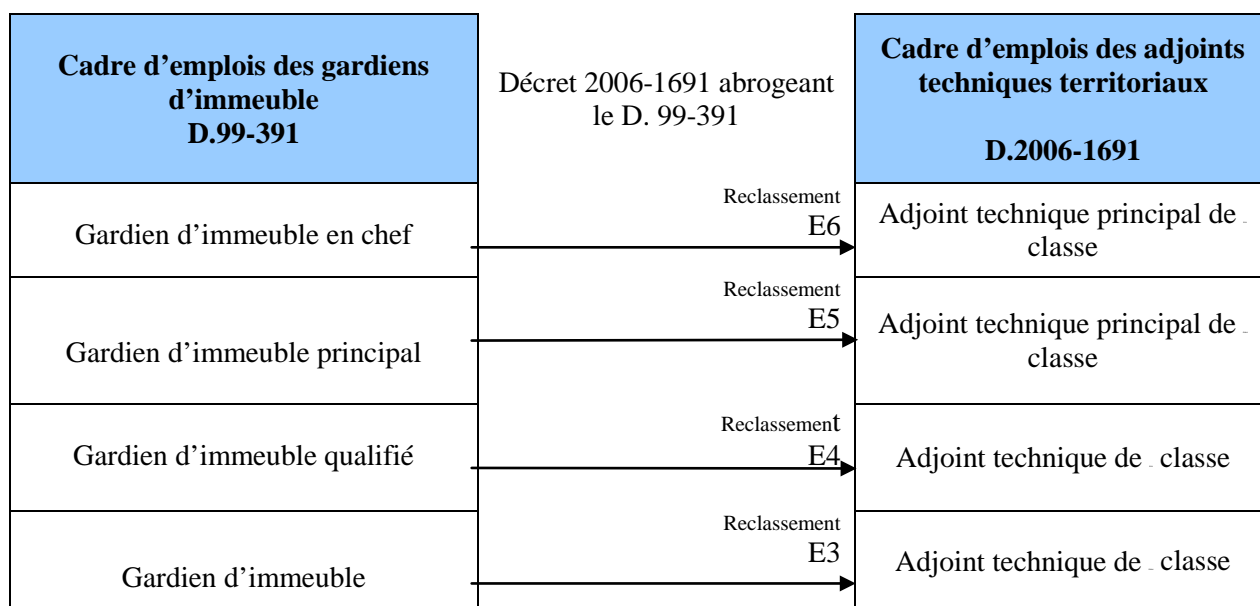 Cadre d'emplois des gardiens
d'immeuble
D.99-391
Décret 2006-1691 abrogeant
le D. 99-391
Cadre d'emplois des adjoints
techniques territoriaux
D.2006-1691
Gardien d'immeuble en chef
Reclassement
E6
Adjoint technique principal de
classe
Gardien d'immeuble principal
Reclassement
E5
Adjoint technique principal de
classe
Gardien d'immeuble qualifié
Reclassement
E4
Adjoint technique de classe
Gardien d'immeuble
Reclassement
E3
Adjoint technique de classe